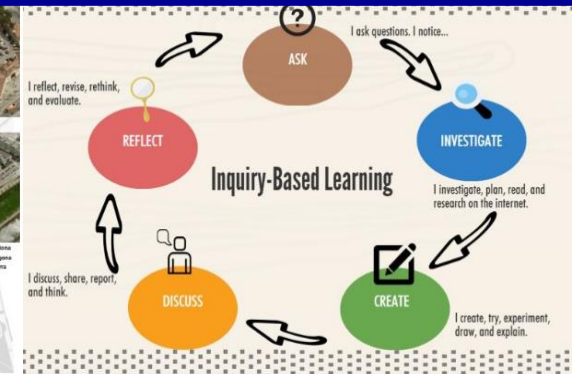 ?
ASK
I ask questions. I notice...
I reflect, revise, rethink,
and evaluate.
REFLECT
INVESTIGATE
Inquiry-Based Learning
I investigate, plan, read, and
research on the internet.
I discuss, share, report,
and think.
DISCUSS
CREATE
I create, try, experiment,
draw, and explain.